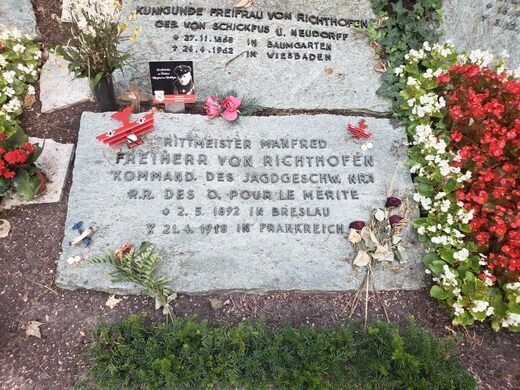 KUNIGUNDE FREIFRAU VON RICHTHOFEN
GEB. VON SCHICKFUS U. NEUDORFF
27.11.1868 IN BAUMGARTEN
24.4.1962 IN WIESBADEN
RITTMEISTER MANFRED
FREIHERR VON RICHTHOFEN
KOMMAND. DES JAGDGESCHW. NR.1
R.R. DES O. POUR LE MÉRITE
2.5.1892 IN BRESLAU
21.4.1918 IN FRANKREICH